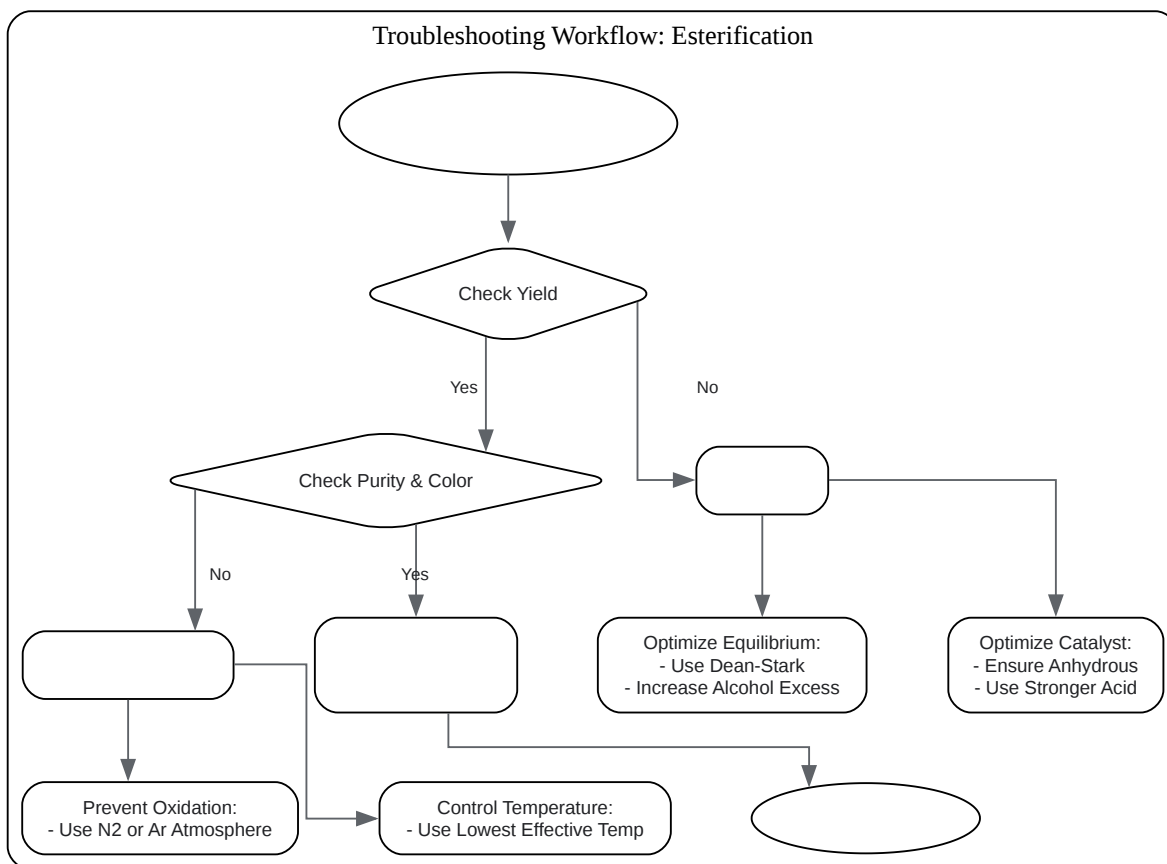 Troubleshooting Workflow: Esterification
Check Yield
Yes
No
Check Purity & Color
No
Yes
Optimize Equilibrium:
- Use Dean-Stark
- Increase Alcohol Excess
Optimize Catalyst:
- Ensure Anhydrous
- Use Stronger Acid
Prevent Oxidation:
- Use N2 or Ar Atmosphere
Control Temperature:
- Use Lowest Effective Temp